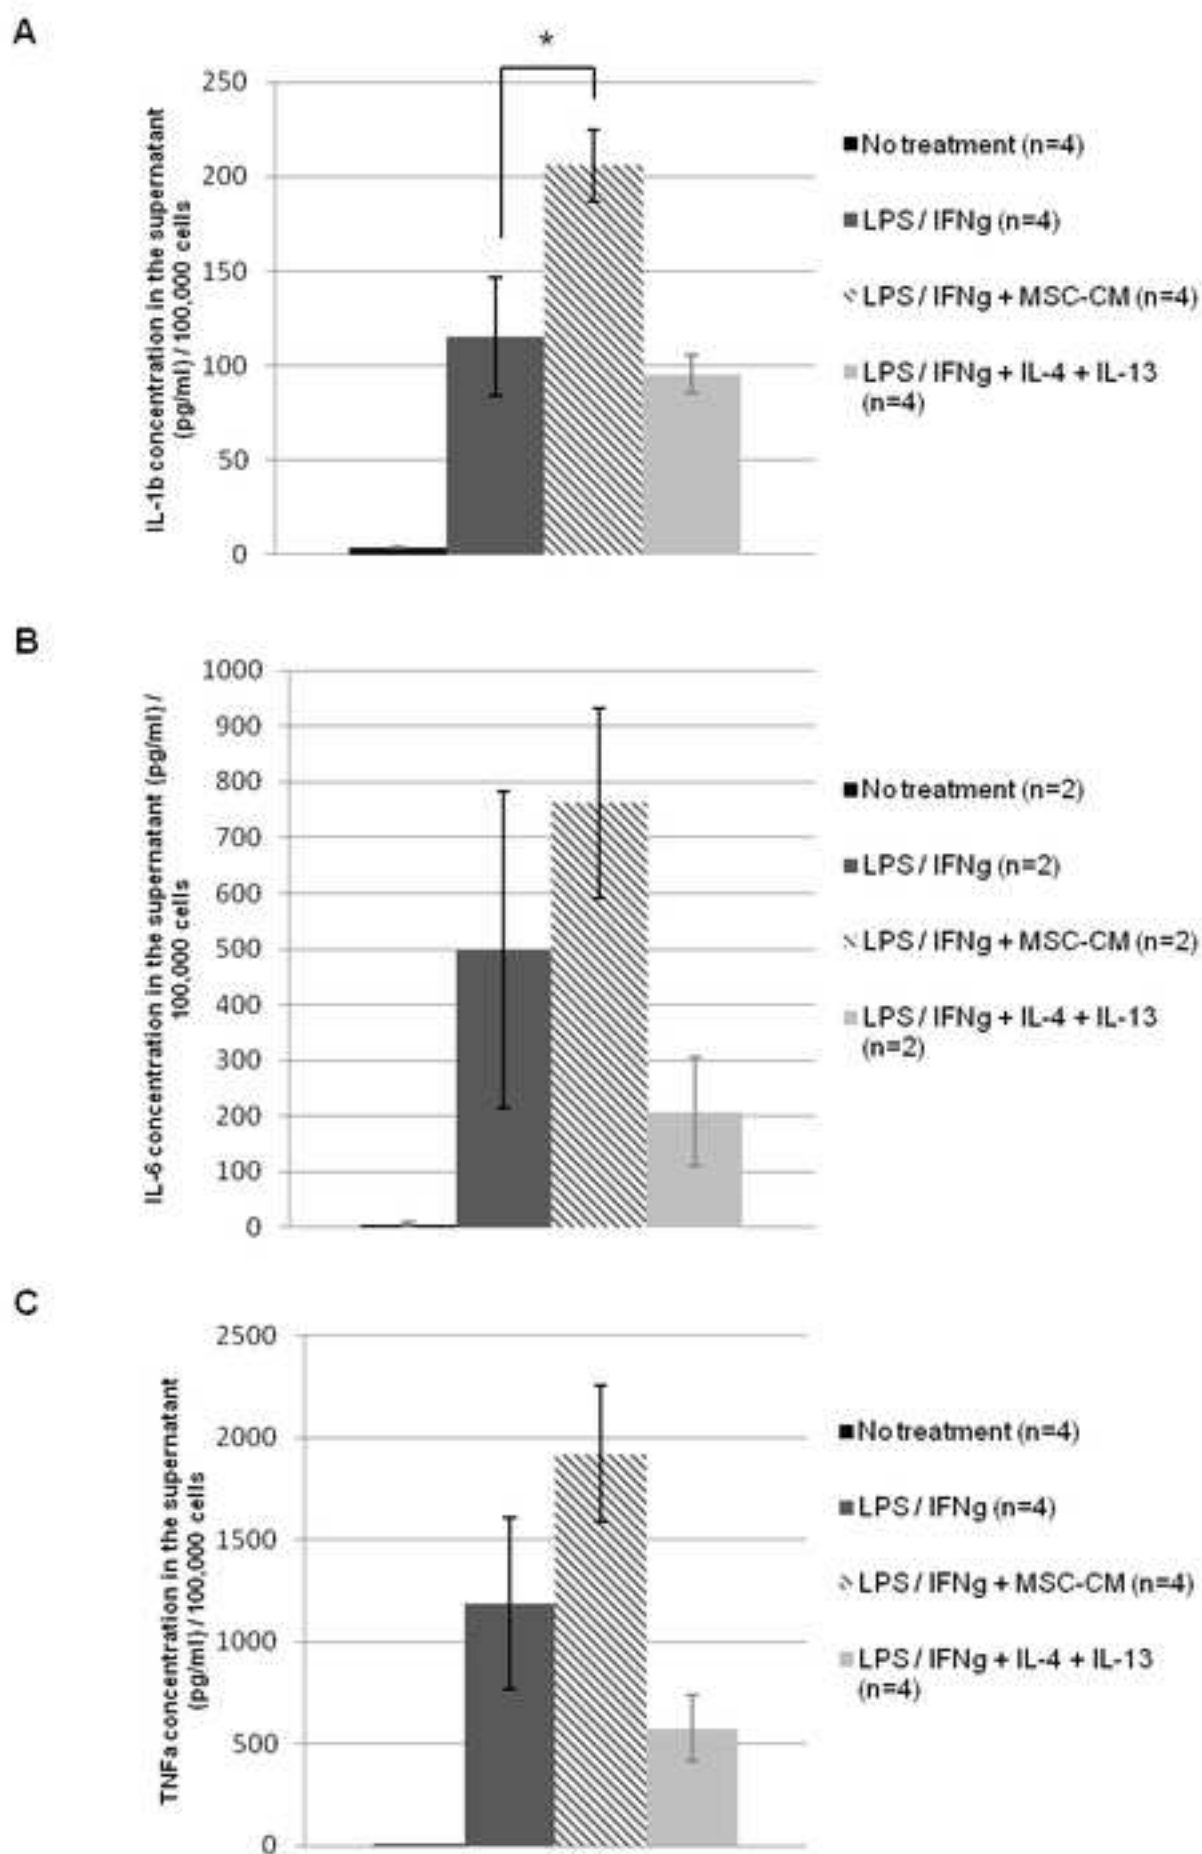 A
*
IL-1b concentration in the supernatant
(pg/ml) / 100,000 cells
250
200
150
100
50
0
No treatment (n=4)
LPS / IFNg (n=4)
LPS / IFNg + MSC-CM (n=4)
LPS / IFNg + IL-4 + IL-13
(n=4)
B
IL-6 concentration in the supernatant (pg/ml) /
100,000 cells
1000
900
800
700
600
500
400
300
200
100
0
No treatment (n=2)
LPS / IFNg (n=2)
LPS / IFNg + MSC-CM (n=2)
LPS / IFNg + IL-4 + IL-13
(n=2)
C
TNFa concentration in the supernatant
(pg/ml) / 100,000 cells
2500
2000
1500
1000
500
0
No treatment (n=4)
LPS / IFNg (n=4)
LPS / IFNg + MSC-CM (n=4)
LPS / IFNg + IL-4 + IL-13
(n=4)